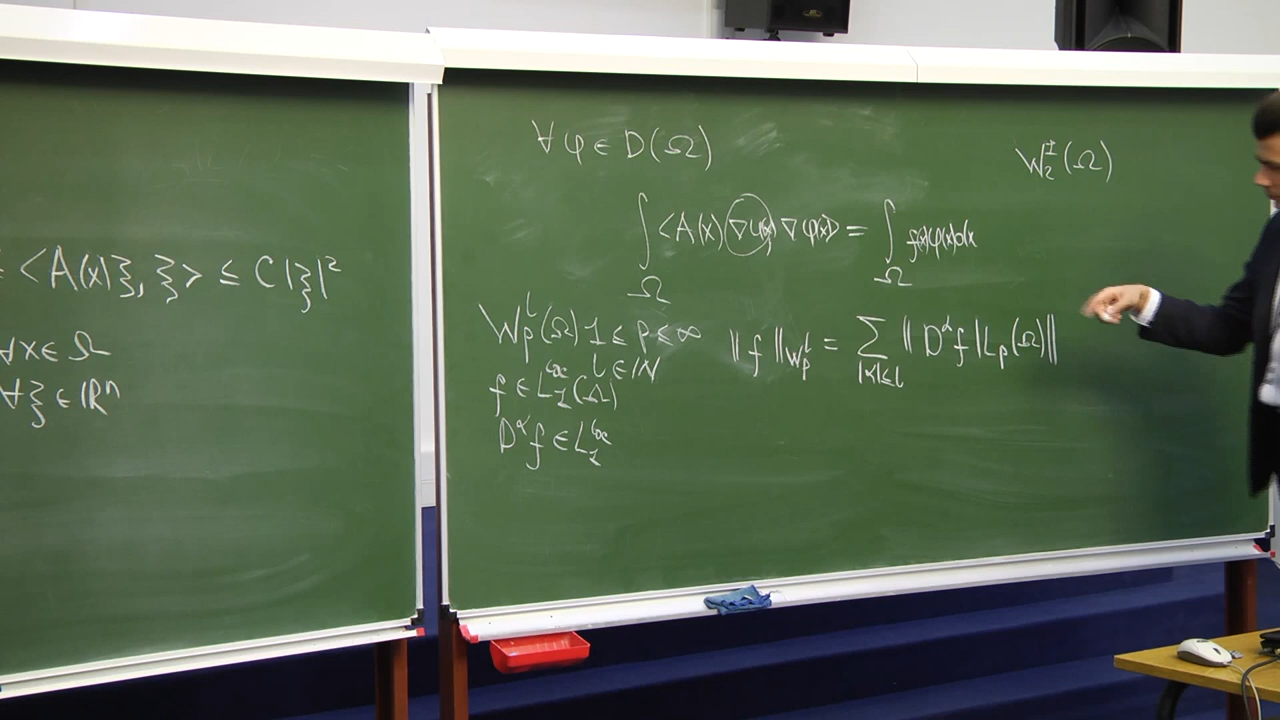 ≤ <A(x)ξ, ξ> ≤ C|ξ|²
∀x ∈ Ω
∀ξ ∈ ℝⁿ
∀ φ ∈ D(Ω)
W₂¹(Ω)
∫_Ω <A(x) ∇u(x) ∇φ(x)> = ∫_Ω f(x)φ(x)dx
W_p^l(Ω) 1 ≤ p ≤ ∞
l ∈ ℕ
f ∈ L₁^loc(Ω)
D^α f ∈ L₁^loc
‖f‖_{W_p^l} = ∑_{|α|≤l} ‖D^α f | L_p(Ω)‖